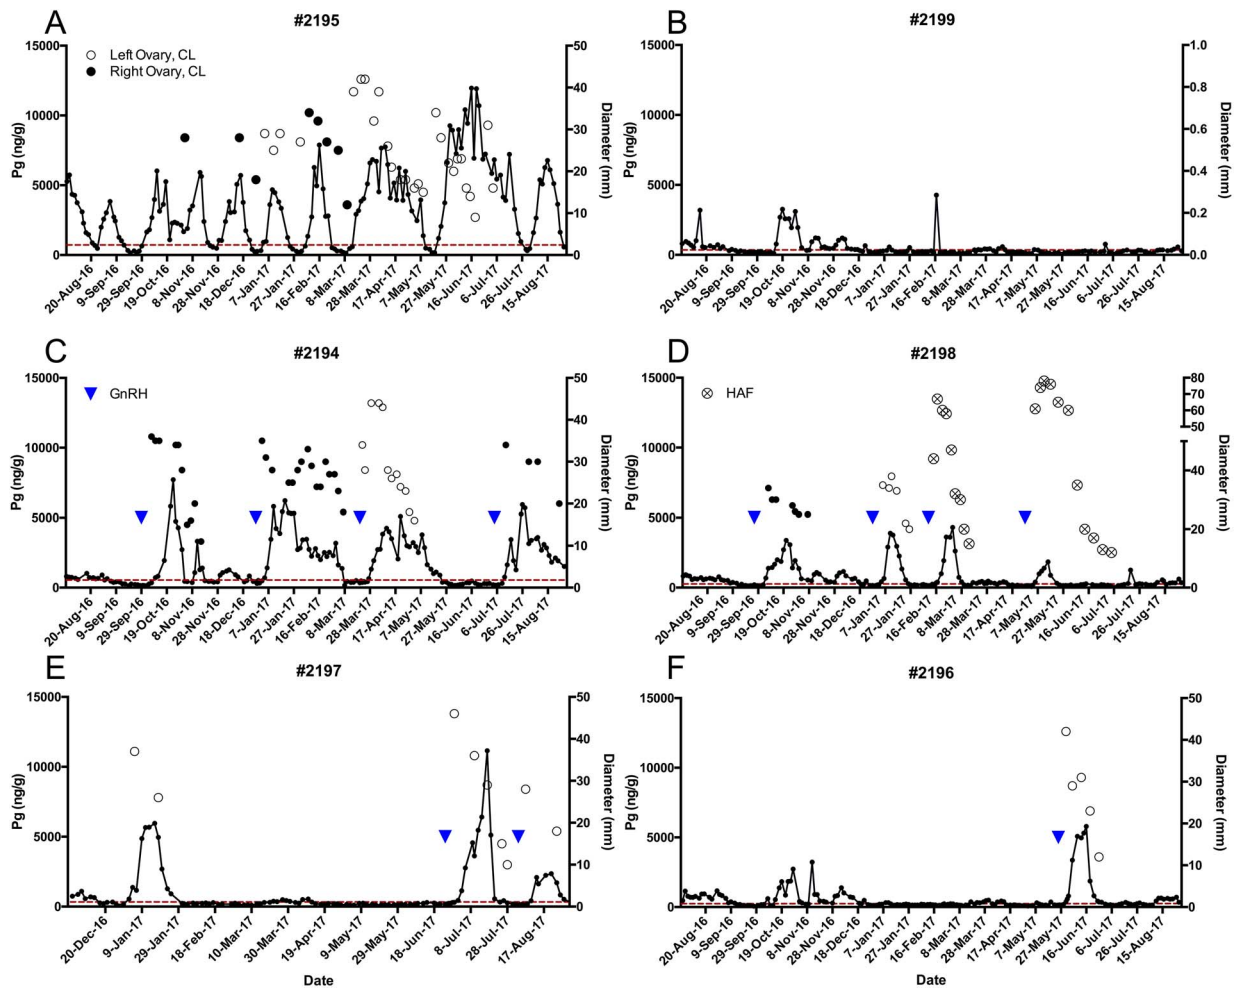 A
#2195
15000
10000
5000
0
Pg (ng/g)
50
40
30
20
10
0
Diameter (mm)
Left Ovary, CL
Right Ovary, CL
20-Aug-16
9-Sep-16
29-Sep-16
19-Oct-16
8-Nov-16
28-Nov-16
18-Dec-16
7-Jan-17
27-Jan-17
16-Feb-17
8-Mar-17
28-Mar-17
17-Apr-17
7-May-17
27-May-17
16-Jun-17
6-Jul-17
26-Jul-17
15-Aug-17
B
#2199
15000
10000
5000
0
Pg (ng/g)
1.0
0.8
0.6
0.4
0.2
0.0
Diameter (mm)
20-Aug-16
9-Sep-16
29-Sep-16
19-Oct-16
8-Nov-16
28-Nov-16
18-Dec-16
7-Jan-17
27-Jan-17
16-Feb-17
8-Mar-17
28-Mar-17
17-Apr-17
7-May-17
27-May-17
16-Jun-17
6-Jul-17
26-Jul-17
15-Aug-17
C
#2194
15000
10000
5000
0
Pg (ng/g)
50
40
30
20
10
0
Diameter (mm)
GnRH
20-Aug-16
9-Sep-16
29-Sep-16
19-Oct-16
8-Nov-16
28-Nov-16
18-Dec-16
7-Jan-17
27-Jan-17
16-Feb-17
8-Mar-17
28-Mar-17
17-Apr-17
7-May-17
27-May-17
16-Jun-17
6-Jul-17
26-Jul-17
15-Aug-17
D
#2198
15000
10000
5000
0
Pg (ng/g)
80
70
60
50
40
20
0
Diameter (mm)
HAF
20-Aug-16
9-Sep-16
29-Sep-16
19-Oct-16
8-Nov-16
28-Nov-16
18-Dec-16
7-Jan-17
27-Jan-17
16-Feb-17
8-Mar-17
28-Mar-17
17-Apr-17
7-May-17
27-May-17
16-Jun-17
6-Jul-17
26-Jul-17
15-Aug-17
E
#2197
15000
10000
5000
0
Pg (ng/g)
50
40
30
20
10
0
Diameter (mm)
20-Dec-16
9-Jan-17
29-Jan-17
18-Feb-17
10-Mar-17
30-Mar-17
19-Apr-17
9-May-17
29-May-17
18-Jun-17
8-Jul-17
28-Jul-17
17-Aug-17
Date
F
#2196
15000
10000
5000
0
Pg (ng/g)
50
40
30
20
10
0
Diameter (mm)
20-Aug-16
9-Sep-16
29-Sep-16
19-Oct-16
8-Nov-16
28-Nov-16
18-Dec-16
7-Jan-17
27-Jan-17
16-Feb-17
8-Mar-17
28-Mar-17
17-Apr-17
7-May-17
27-May-17
16-Jun-17
6-Jul-17
26-Jul-17
15-Aug-17
Date